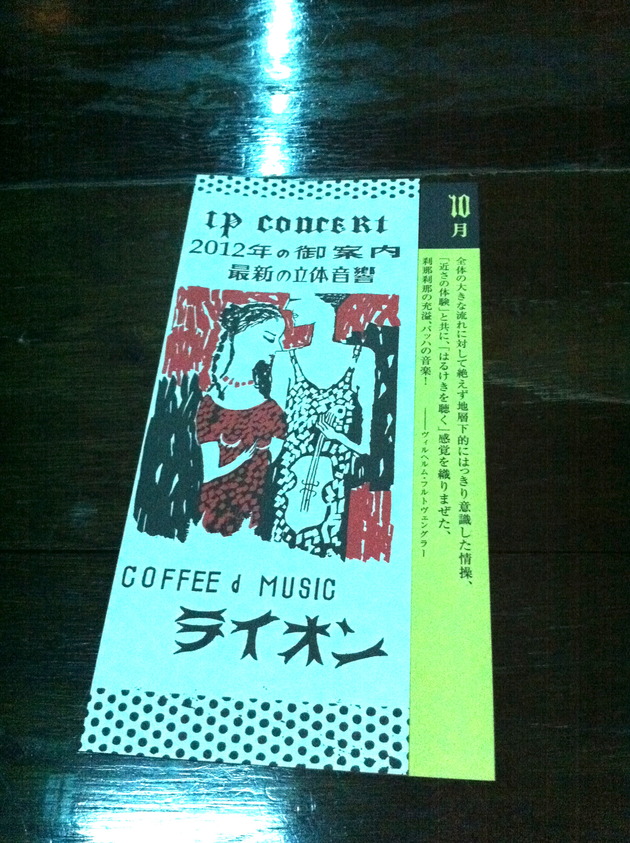 LP CONCERT
2012年の御案内
最新の立体音響
COFFEE & MUSIC
ライオン
10月
全体の大きな流れに対して絶えず地層下的にはっきり意識した情操、
「近さの体験」と共に、「はるけきを聴く」感覚を織りまぜた、
刹那刹那の充溢、バッハの音楽!
――ヴィルヘルム・フルトヴェングラー